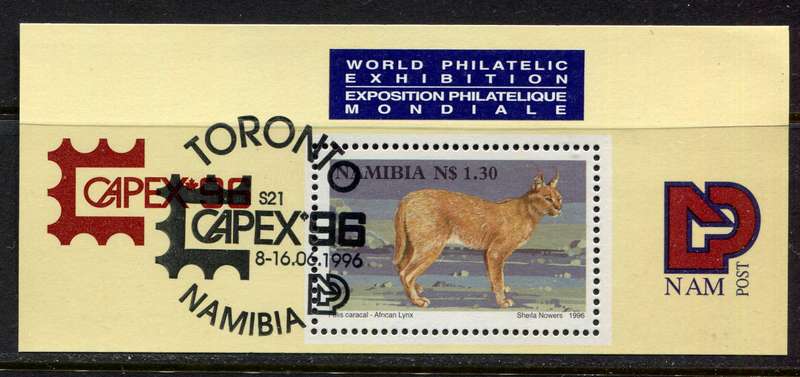 WORLD PHILATELIC
EXHIBITION
EXPOSITION PHILATELIQUE
MONDIALE
TORONTO
CAPEX 96
S21
CAPEX 96
8-16.06.1996
NAMIBIA
NAMIBIA N$ 1.30
Felis caracal - African Lynx
Sheila Nowers 1996
NAM
POST